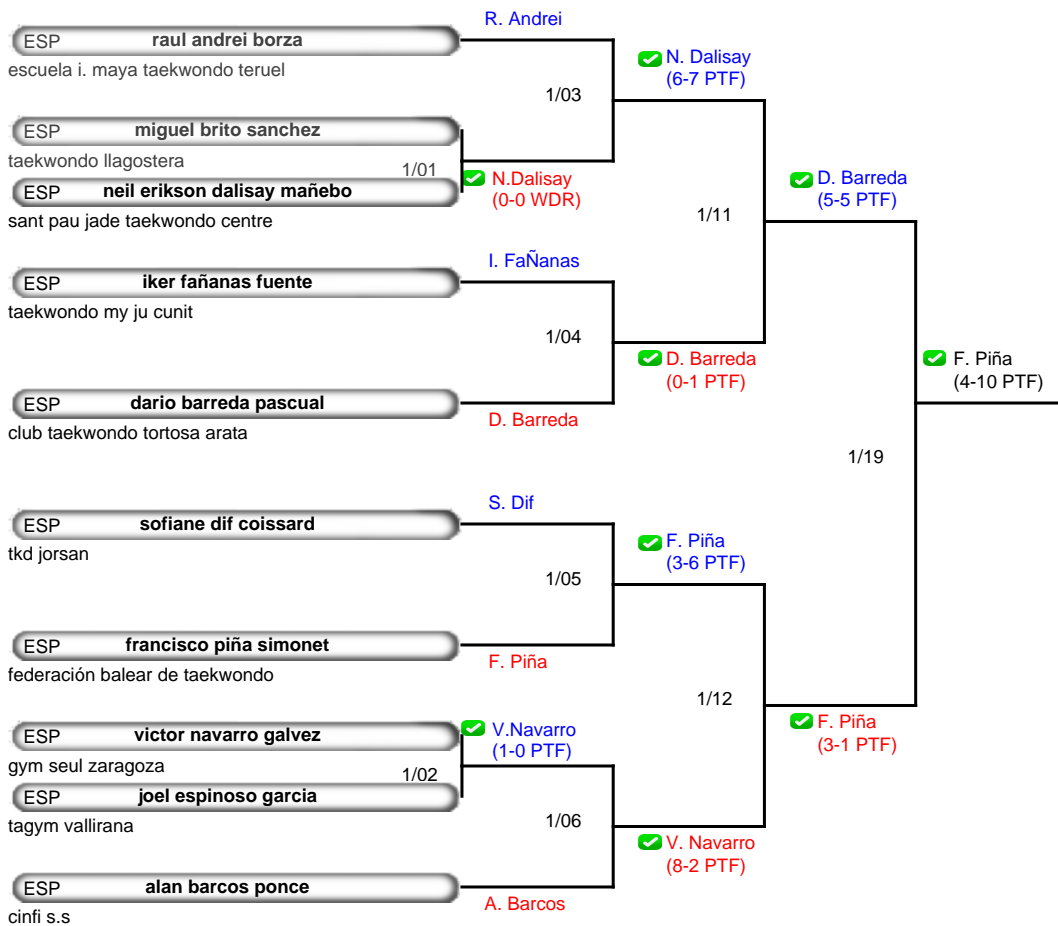 R. Andrei
ESP raul andrei borza
escuela i. maya taekwondo teruel
N. Dalisay
(6-7 PTF)
1/03
ESP miguel brito sanchez
taekwondo llagostera
1/01
ESP neil erikson dalisay mañebo
sant pau jade taekwondo centre
N.Dalisay
(0-0 WDR)
D. Barreda
(5-5 PTF)
1/11
I. FaÑanas
ESP iker fañanas fuente
taekwondo my ju cunit
1/04
D. Barreda
(0-1 PTF)
F. Piña
(4-10 PTF)
ESP dario barreda pascual
club taekwondo tortosa arata
D. Barreda
1/19
S. Dif
ESP sofiane dif coissard
tkd jorsan
F. Piña
(3-6 PTF)
1/05
ESP francisco piña simonet
federación balear de taekwondo
F. Piña
1/12
F. Piña
(3-1 PTF)
ESP victor navarro galvez
gym seul zaragoza
V.Navarro
(1-0 PTF)
1/02
ESP joel espinoso garcia
tagym vallirana
1/06
V. Navarro
(8-2 PTF)
ESP alan barcos ponce
cinfi s.s
A. Barcos